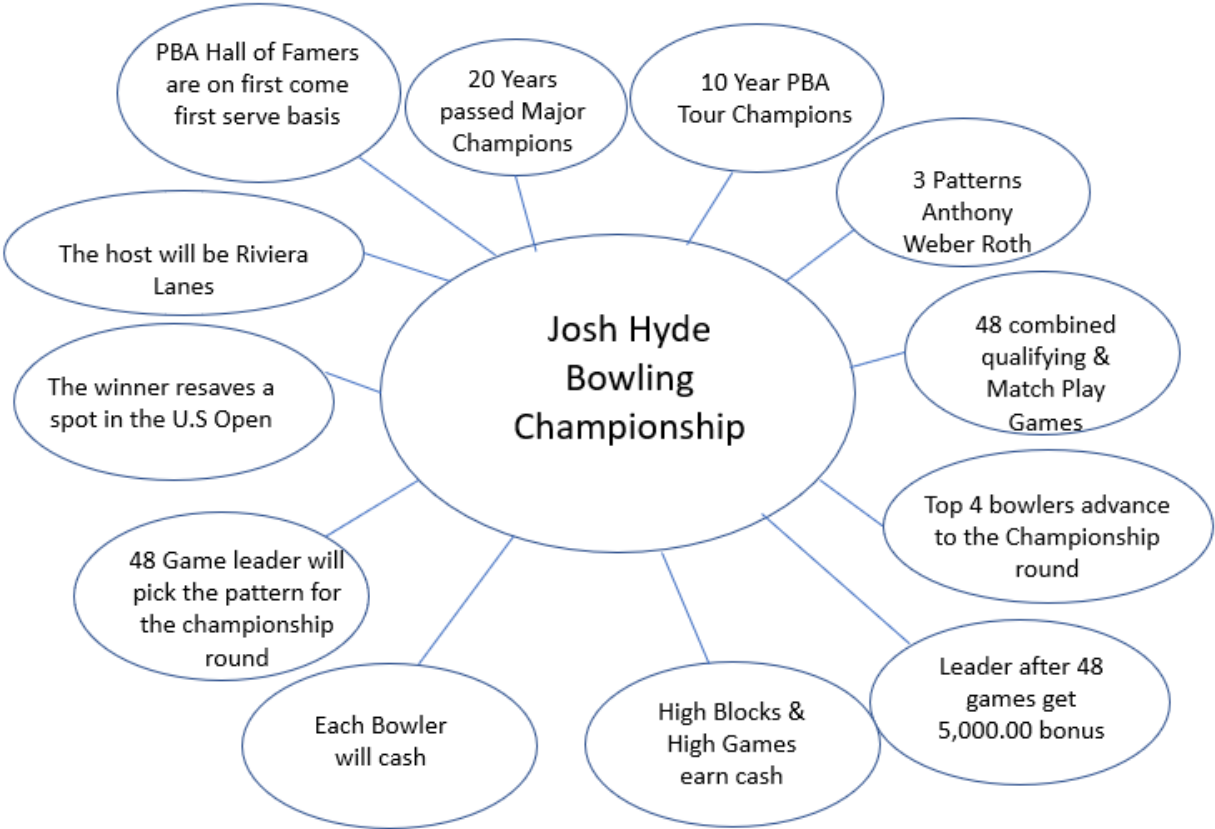 PBA Hall of Famers
are on first come
first serve basis
20 Years
passed Major
Champions
10 Year PBA
Tour Champions
3 Patterns
Anthony
Weber Roth
The host will be Riviera
Lanes
Josh Hyde
Bowling
Championship
48 combined
qualifying &
Match Play
Games
The winner resaves a
spot in the U.S Open
Top 4 bowlers advance
to the Championship
round
48 Game leader will
pick the pattern for
the championship
round
Leader after 48
games get
5,000.00 bonus
Each Bowler
will cash
High Blocks &
High Games
earn cash